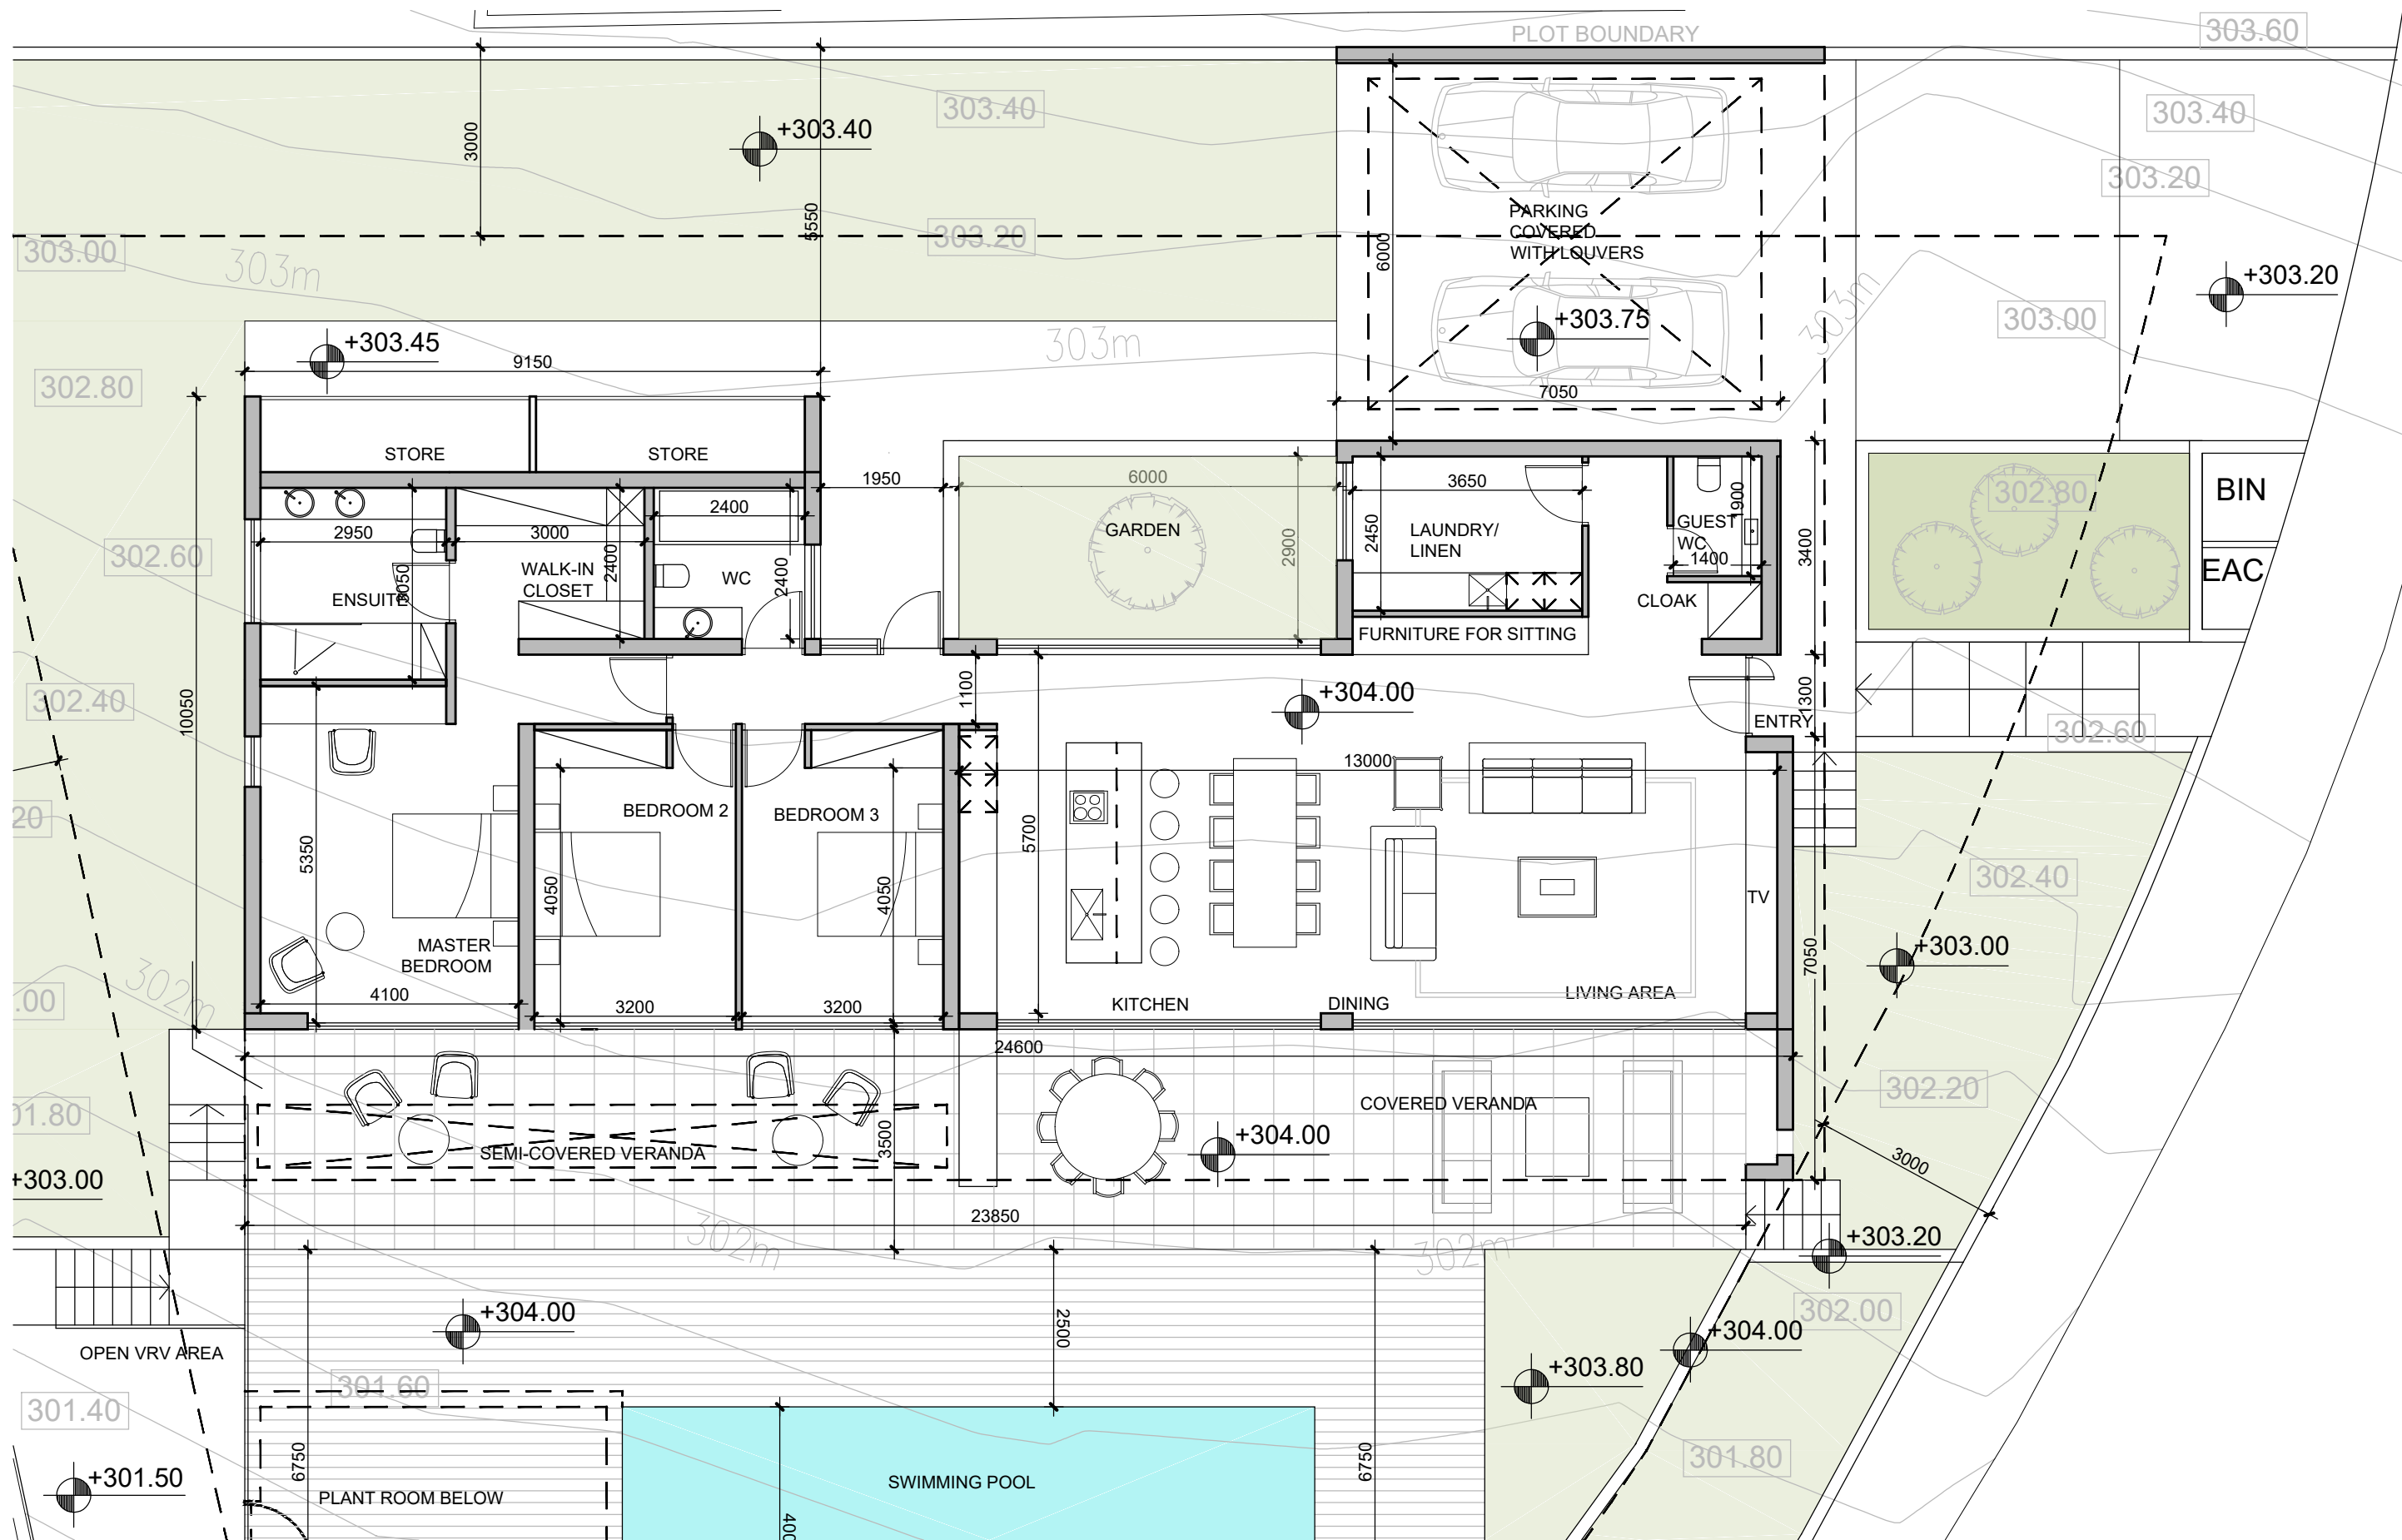 PLOT BOUNDARY
303.60
303.40
+303.40
303.40
3000
303.20
5550
303.20
PARKING
COVERED
WITH LOUVERS
6000
303.00
303m
+303.20
303.00
+303.75
303m
303m
+303.45
9150
302.80
7050
STORE
STORE
1950
6000
3650
2400
2950
3000
GARDEN
2900
2450
LAUNDRY/
LINEN
GUEST
WC
1900
1400
3400
302.80
BIN
EAC
302.60
WALK-IN
CLOSET
2400
WC
2400
ENSUITE
3050
CLOAK
FURNITURE FOR SITTING
302.40
10050
1100
+304.00
1300
ENTRY
302.60
13000
20
BEDROOM 2
BEDROOM 3
5350
5700
4050
4050
302.40
TV
MASTER
BEDROOM
+303.00
7050
302m
.00
4100
3200
3200
KITCHEN
DINING
LIVING AREA
24600
302.20
01.80
COVERED VERANDA
SEMI-COVERED VERANDA
3500
+304.00
3000
+303.00
23850
302m
302m
+303.20
+304.00
2500
302.00
+304.00
OPEN VRV AREA
301.60
+303.80
301.40
6750
6750
301.80
+301.50
SWIMMING POOL
PLANT ROOM BELOW
400